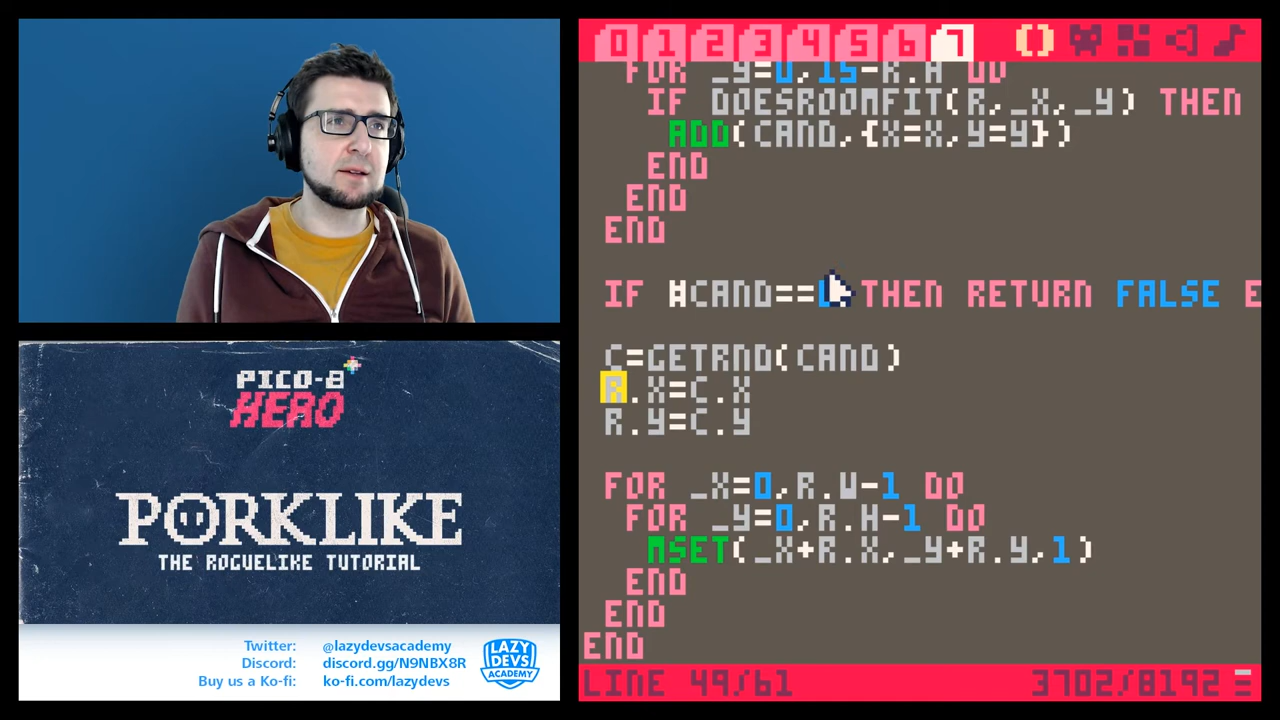 0 1 2 3 4 5 6 7
FOR _Y=0,15-R.H DO
IF DOESROOMFIT(R,_X,_Y) THEN
ADD(CAND,{X=X,Y=Y})
END
END
END
IF #CAND==0 THEN RETURN FALSE E
C=GETRND(CAND)
R.X=C.X
R.Y=C.Y
FOR _X=0,R.W-1 DO
FOR _Y=0,R.H-1 DO
MSET(_X+R.X,_Y+R.Y,1)
END
END
END
LINE 49/61 3702/8192
PICO-8
HERO
PORKLIKE
THE ROGUELIKE TUTORIAL
Twitter: @lazydevsacademy
Discord: discord.gg/N9NBX8R
Buy us a Ko-fi: ko-fi.com/lazydevs
LAZY
DEVS
ACADEMY